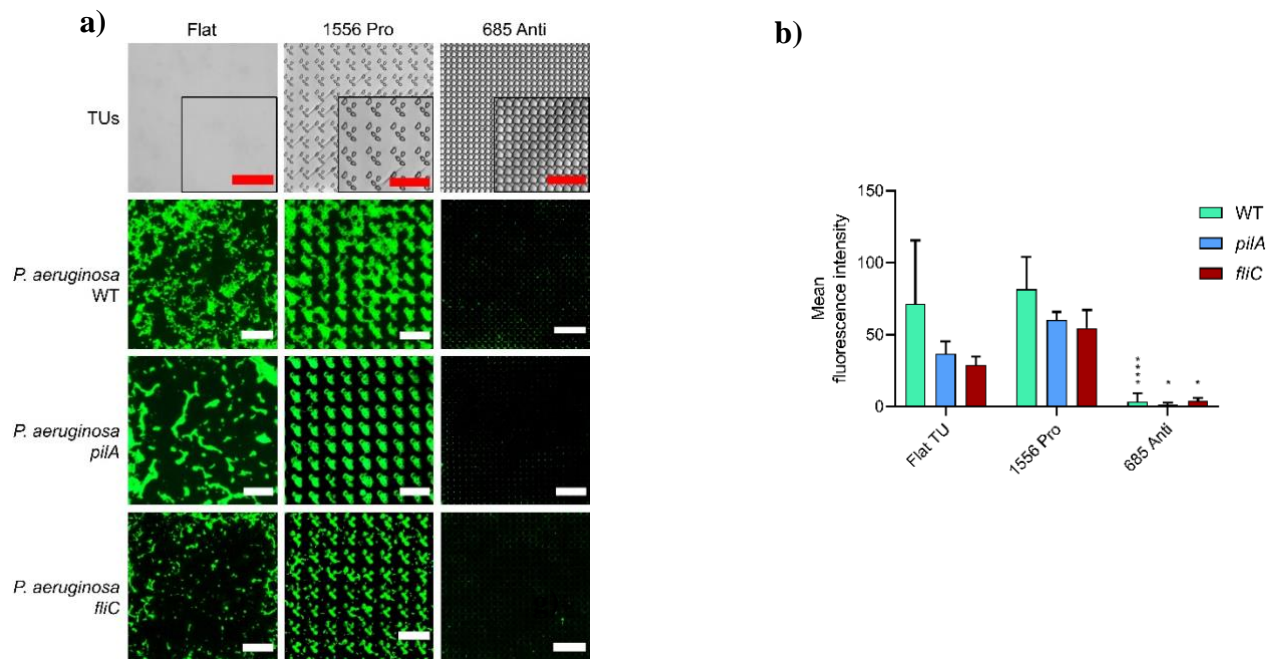 a)
Flat 1556 Pro 685 Anti
TUs
P. aeruginosa
WT
P. aeruginosa
pilA
P. aeruginosa
fliC
b)
Mean
fluorescence intensity
150
100
50
0
WT
pilA
fliC
****
*
*
Flat TU
1556 Pro
685 Anti